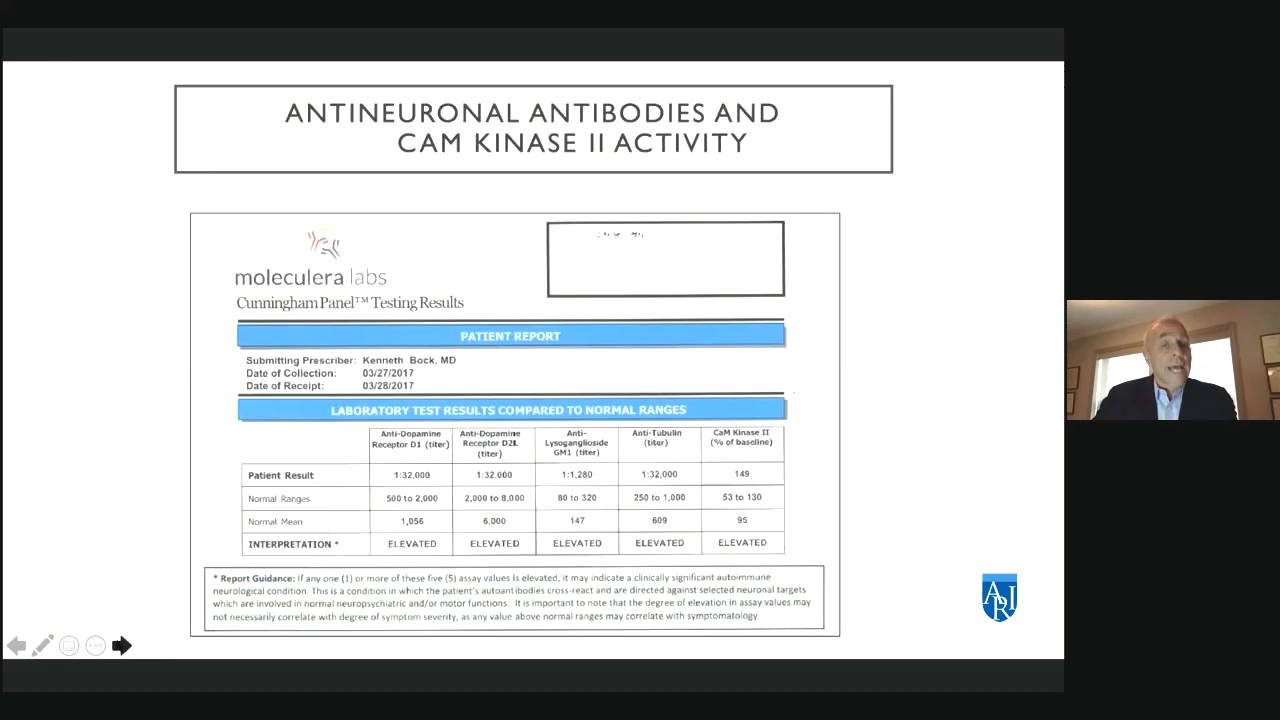 ANTINEURONAL ANTIBODIES AND
CAM KINASE II ACTIVITY
moleculera labs
Cunningham Panel™ Testing Results
PATIENT REPORT
Submitting Prescriber: Kenneth Bock, MD
Date of Collection: 03/27/2017
Date of Receipt: 03/28/2017
LABORATORY TEST RESULTS COMPARED TO NORMAL RANGES
Anti-Dopamine Receptor D1 (titer) Anti-Dopamine Receptor D2L (titer) Anti-Lysoganglioside GM1 (titer) Anti-Tubulin (titer) CaM Kinase II (% of baseline)
Patient Result 1:32,000 1:32,000 1:1,280 1:32,000 149
Normal Ranges 500 to 2,000 2,000 to 8,000 80 to 320 250 to 1,000 53 to 130
Normal Mean 1,056 6,000 147 609 95
INTERPRETATION * ELEVATED ELEVATED ELEVATED ELEVATED ELEVATED
* Report Guidance: If any one (1) or more of these five (5) assay values is elevated, it may indicate a clinically significant autoimmune
neurological condition. This is a condition in which the patient's autoantibodies cross-react and are directed against selected neuronal targets
which are involved in normal neuropsychiatric and/or motor functions. It is important to note that the degree of elevation in assay values may
not necessarily correlate with degree of symptom severity, as any value above normal ranges may correlate with symptomatology.
ARI